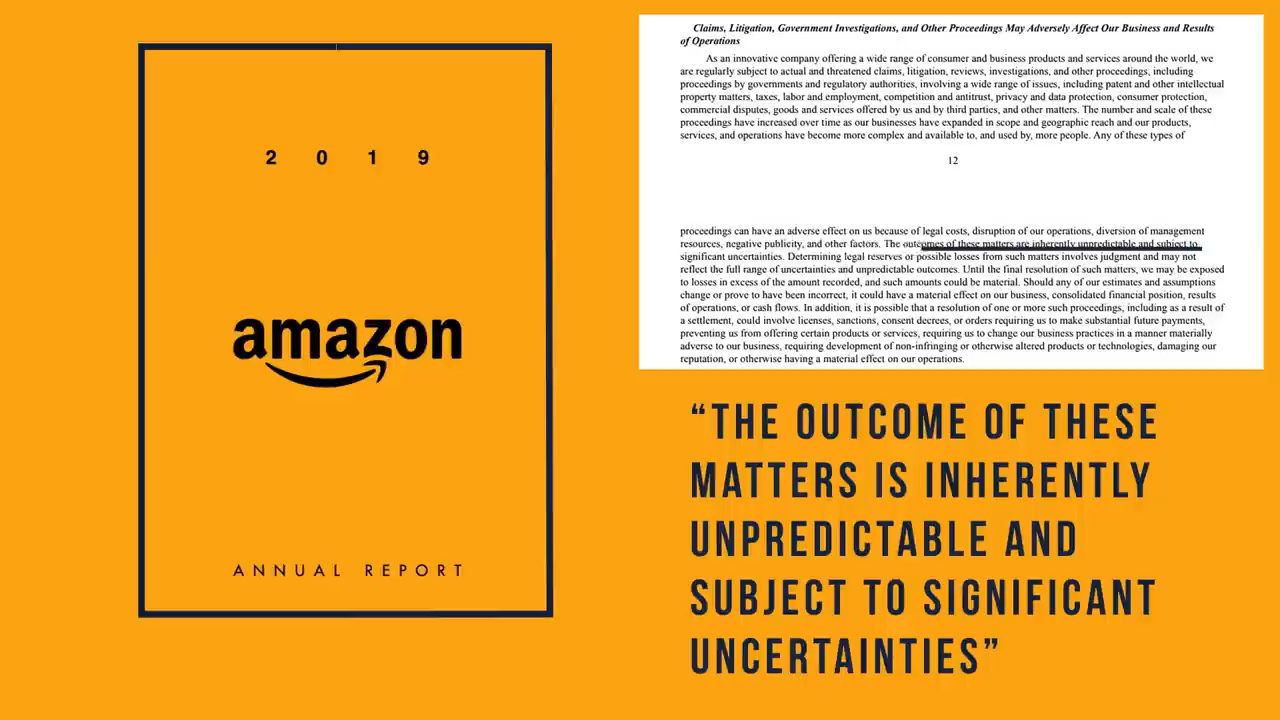 2 0 1 9
amazon
ANNUAL REPORT
Claims, Litigation, Government Investigations, and Other Proceedings May Adversely Affect Our Business and Results
of Operations
As an innovative company offering a wide range of consumer and business products and services around the world, we
are regularly subject to actual and threatened claims, litigation, reviews, investigations, and other proceedings, including
proceedings by governments and regulatory authorities, involving a wide range of issues, including patent and other intellectual
property matters, taxes, labor and employment, competition and antitrust, privacy and data protection, consumer protection,
commercial disputes, goods and services offered by us and by third parties, and other matters. The number and scale of these
proceedings have increased over time as our businesses have expanded in scope and geographic reach and our products,
services, and operations have become more complex and available to, and used by, more people. Any of these types of
12
proceedings can have an adverse effect on us because of legal costs, disruption of our operations, diversion of management
resources, negative publicity, and other factors. The outcomes of these matters are inherently unpredictable and subject to
significant uncertainties. Determining legal reserves or possible losses from such matters involves judgment and may not
reflect the full range of uncertainties and unpredictable outcomes. Until the final resolution of such matters, we may be exposed
to losses in excess of the amount recorded, and such amounts could be material. Should any of our estimates and assumptions
change or prove to have been incorrect, it could have a material effect on our business, consolidated financial position, results
of operations, or cash flows. In addition, it is possible that a resolution of one or more such proceedings, including as a result of
a settlement, could involve licenses, sanctions, consent decrees, or orders requiring us to make substantial future payments,
preventing us from offering certain products or services, requiring us to change our business practices in a manner materially
adverse to our business, requiring development of non-infringing or otherwise altered products or technologies, damaging our
reputation, or otherwise having a material effect on our operations.
“THE OUTCOME OF THESE
MATTERS IS INHERENTLY
UNPREDICTABLE AND
SUBJECT TO SIGNIFICANT
UNCERTAINTIES”